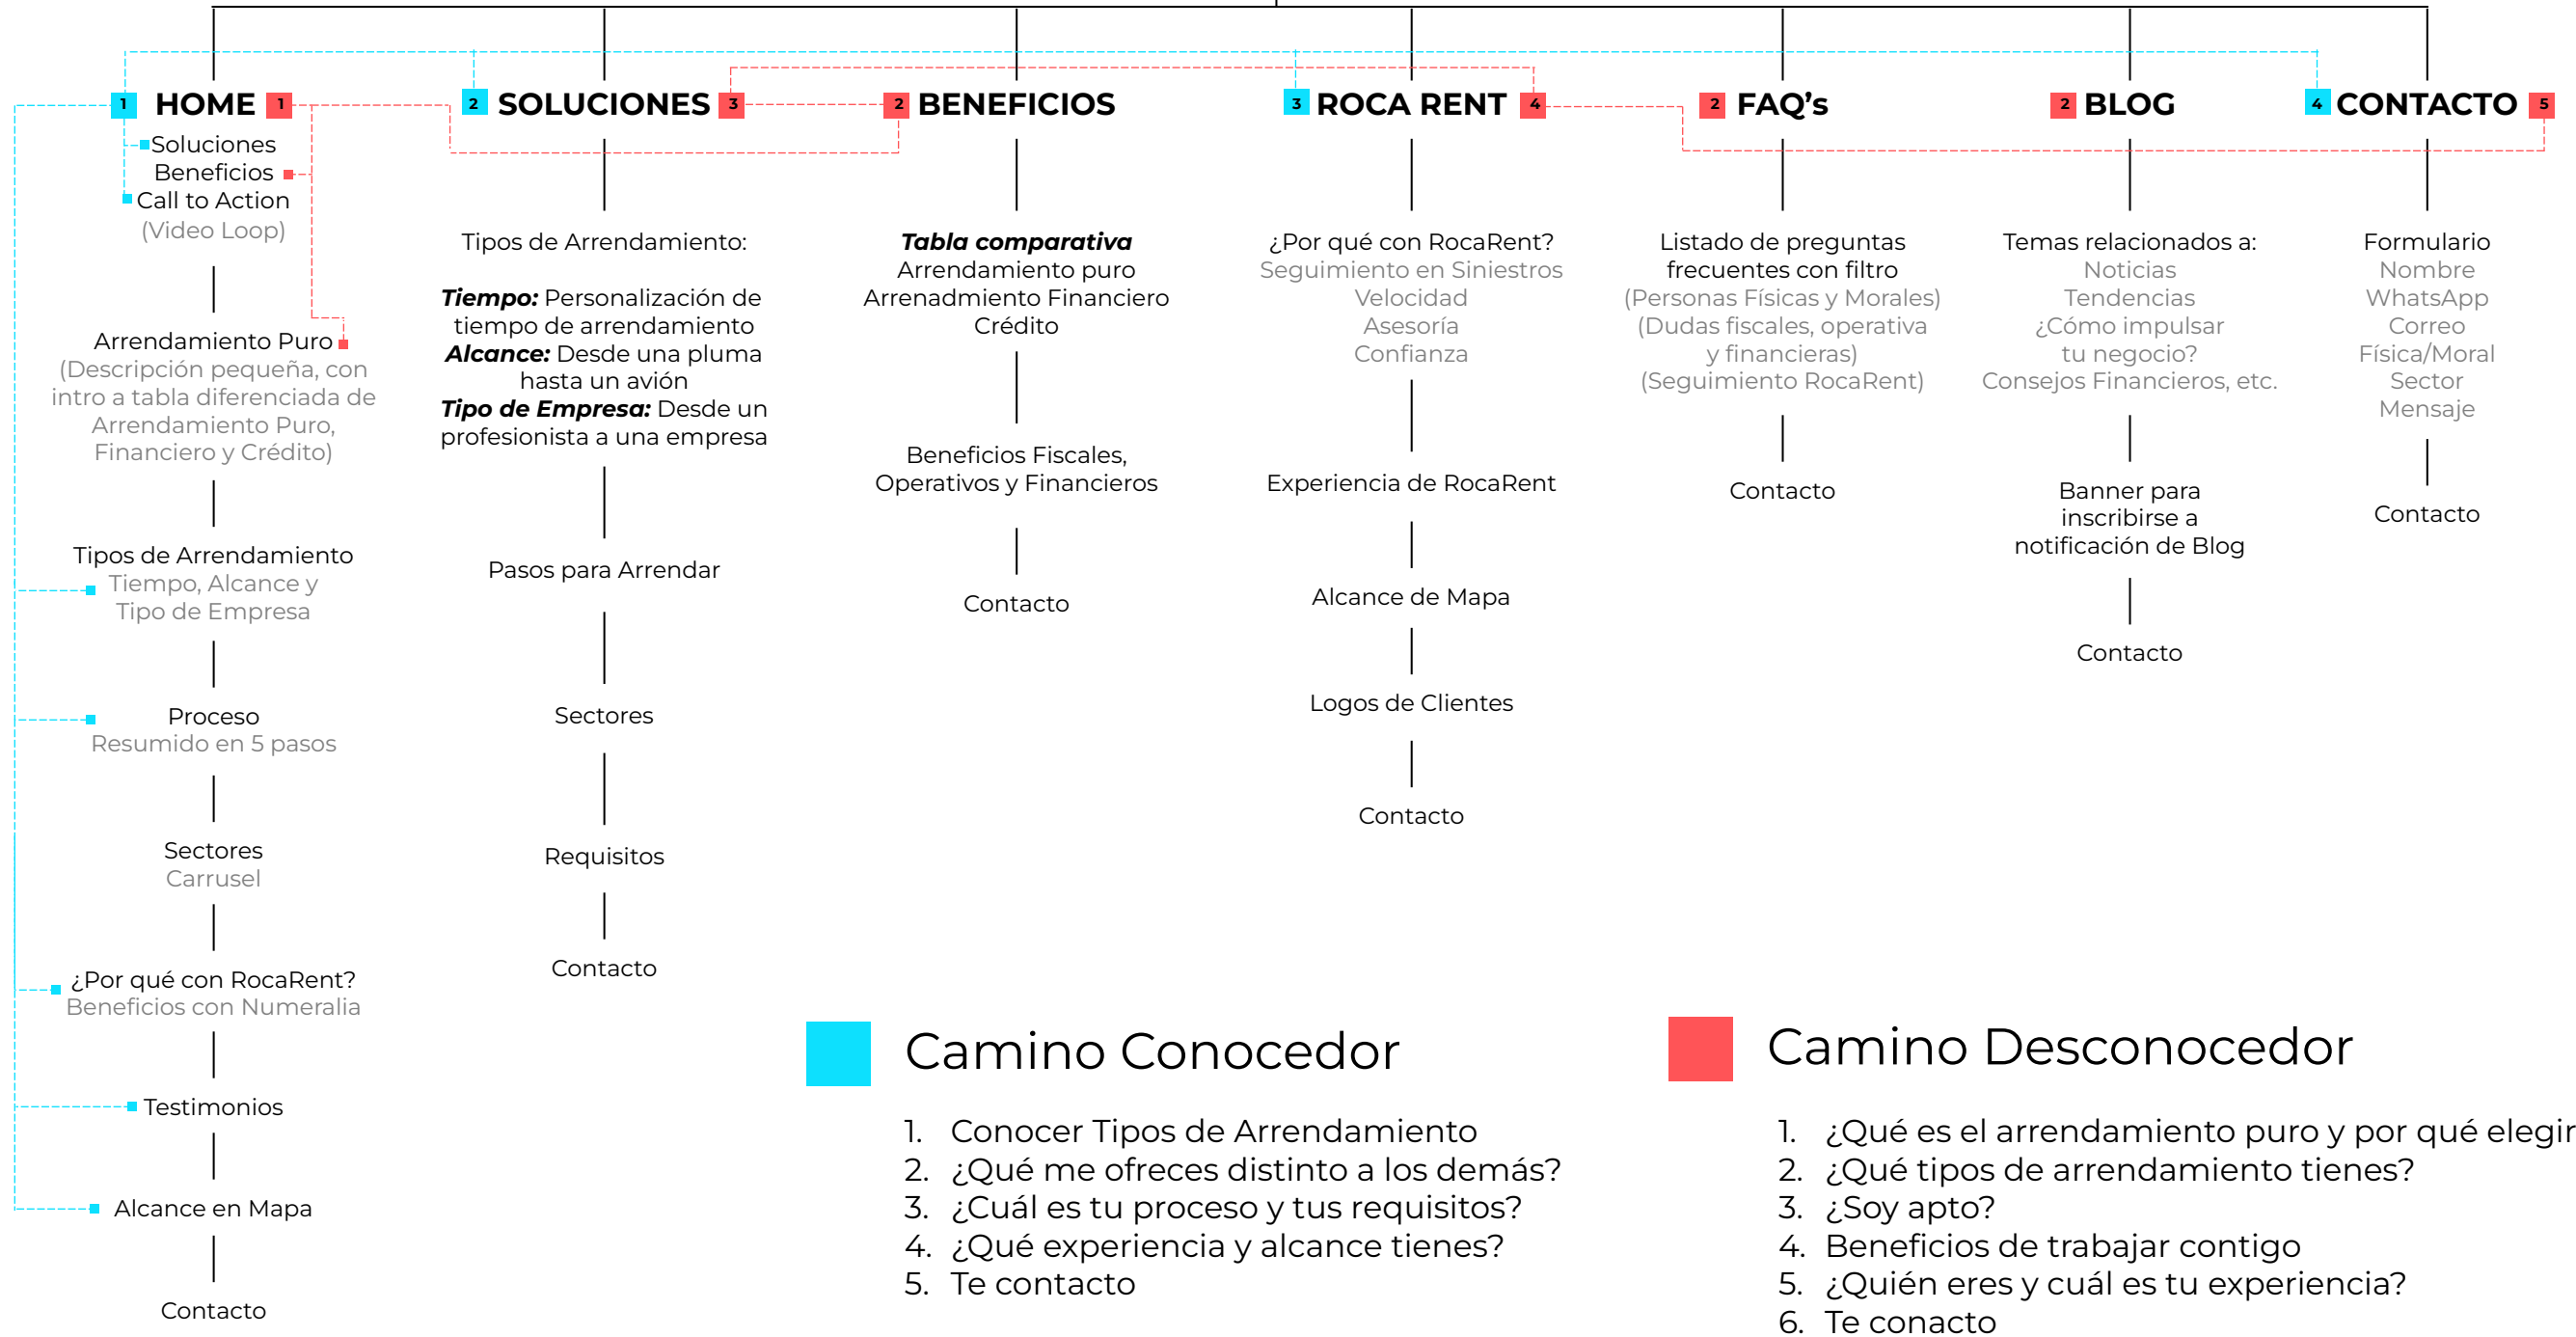 1 HOME 1
Soluciones
Beneficios
Call to Action
(Video Loop)
Arrendamiento Puro
(Descripción pequeña, con
intro a tabla diferenciada de
Arrendamiento Puro,
Financiero y Crédito)
Tipos de Arrendamiento
Tiempo, Alcance y
Tipo de Empresa
Proceso
Resumido en 5 pasos
Sectores
Carrusel
¿Por qué con RocaRent?
Beneficios con Numeralia
Testimonios
Alcance en Mapa
Contacto
2 SOLUCIONES 3
Tipos de Arrendamiento:
Tiempo: Personalización de
tiempo de arrendamiento
Alcance: Desde una pluma
hasta un avión
Tipo de Empresa: Desde un
profesionista a una empresa
Pasos para Arrendar
Sectores
Requisitos
Contacto
2 BENEFICIOS
Tabla comparativa
Arrendamiento puro
Arrenadmiento Financiero
Crédito
Beneficios Fiscales,
Operativos y Financieros
Contacto
3 ROCA RENT 4
¿Por qué con RocaRent?
Seguimiento en Siniestros
Velocidad
Asesoría
Confianza
Experiencia de RocaRent
Alcance de Mapa
Logos de Clientes
Contacto
2 FAQ's
Listado de preguntas
frecuentes con filtro
(Personas Físicas y Morales)
(Dudas fiscales, operativa
y financieras)
(Seguimiento RocaRent)
Contacto
2 BLOG
Temas relacionados a:
Noticias
Tendencias
¿Cómo impulsar
tu negocio?
Consejos Financieros, etc.
Banner para
inscribirse a
notificación de Blog
Contacto
4 CONTACTO 5
Formulario
Nombre
WhatsApp
Correo
Física/Moral
Sector
Mensaje
Contacto
Camino Conocedor
1. Conocer Tipos de Arrendamiento
2. ¿Qué me ofreces distinto a los demás?
3. ¿Cuál es tu proceso y tus requisitos?
4. ¿Qué experiencia y alcance tienes?
5. Te contacto
Camino Desconocedor
1. ¿Qué es el arrendamiento puro y por qué elegir
2. ¿Qué tipos de arrendamiento tienes?
3. ¿Soy apto?
4. Beneficios de trabajar contigo
5. ¿Quién eres y cuál es tu experiencia?
6. Te conacto